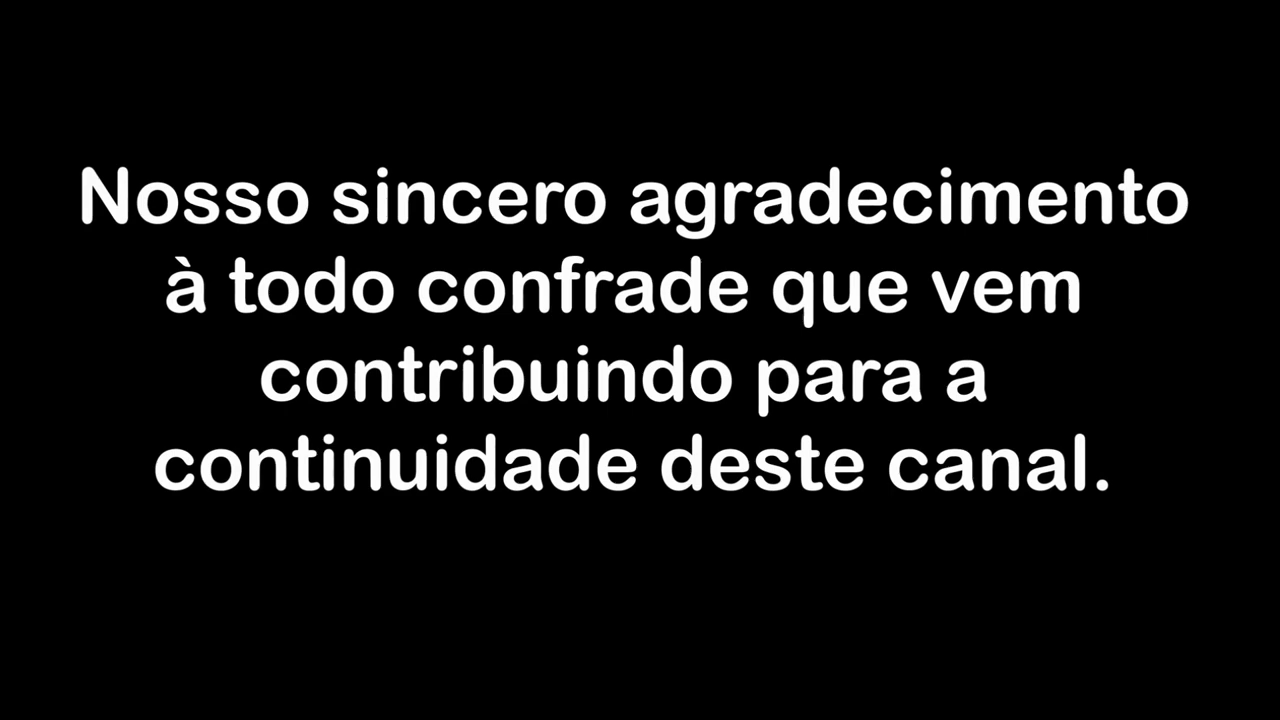 Nosso sincero agradecimento
à todo confrade que vem
contribuindo para a
continuidade deste canal.